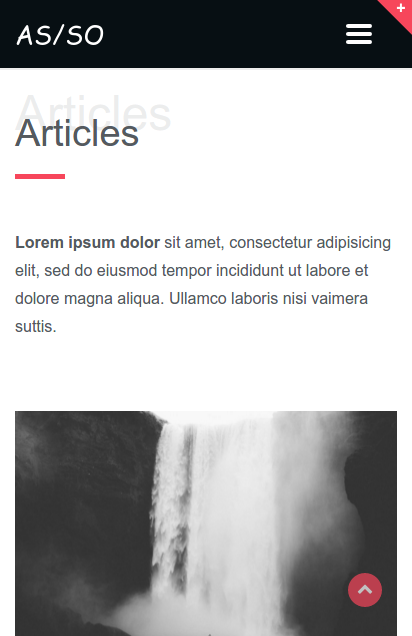 AS/SO
Articles
Articles
Lorem ipsum dolor sit amet, consectetur adipisicing
elit, sed do eiusmod tempor incididunt ut labore et
dolore magna aliqua. Ullamco laboris nisi vaimera
suttis.